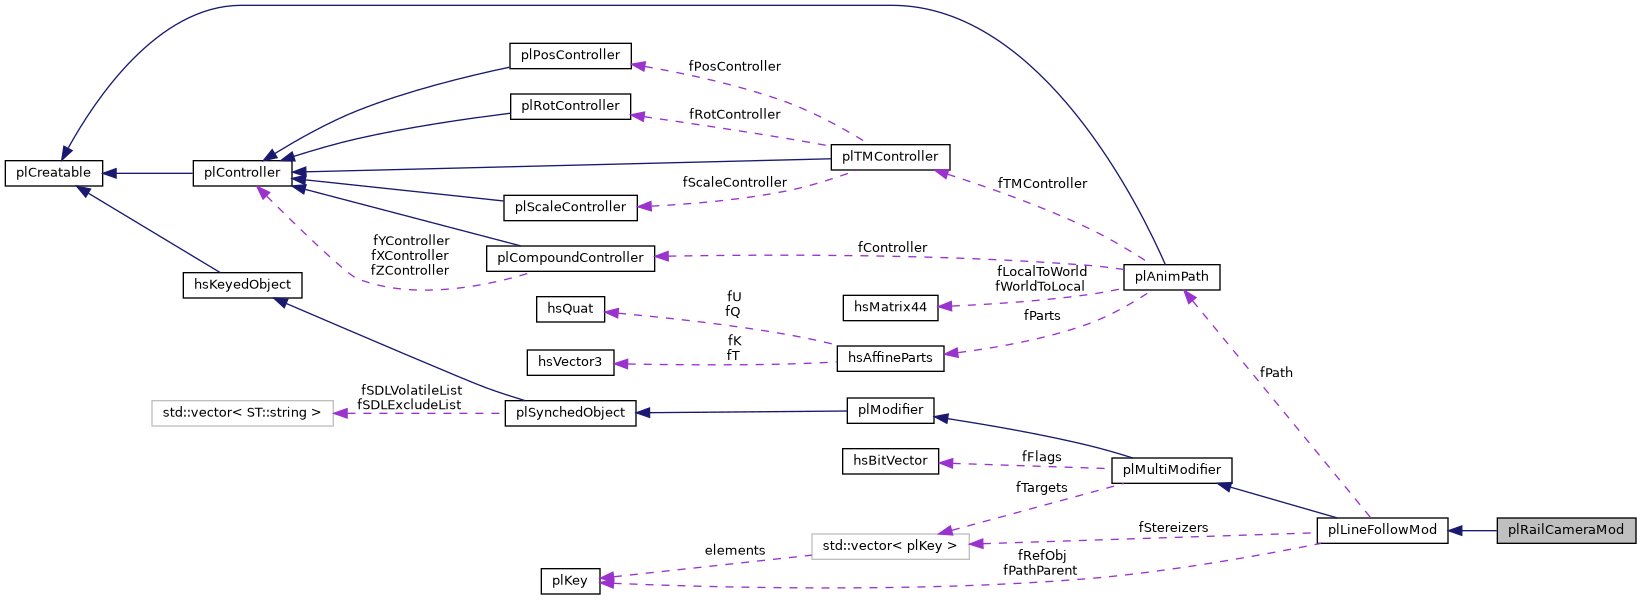 plPosController
fPosController
plRotController
fRotController
plTMController
plCreatable
plController
fScaleController
fTMController
plScaleController
fYController
fXController
fZController
plCompoundController
fController
plAnimPath
hsKeyedObject
fLocalToWorld
fWorldToLocal
hsQuat
fU
fQ
hsMatrix44
fParts
hsVector3
fK
fT
hsAffineParts
fPath
fSDLVolatileList
fSDLExcludeList
std::vector< ST::string >
plSynchedObject
plModifier
hsBitVector
fFlags
plMultiModifier
fTargets
fStereizers
plLineFollowMod
plRailCameraMod
std::vector< plKey >
elements
fRefObj
fPathParent
plKey